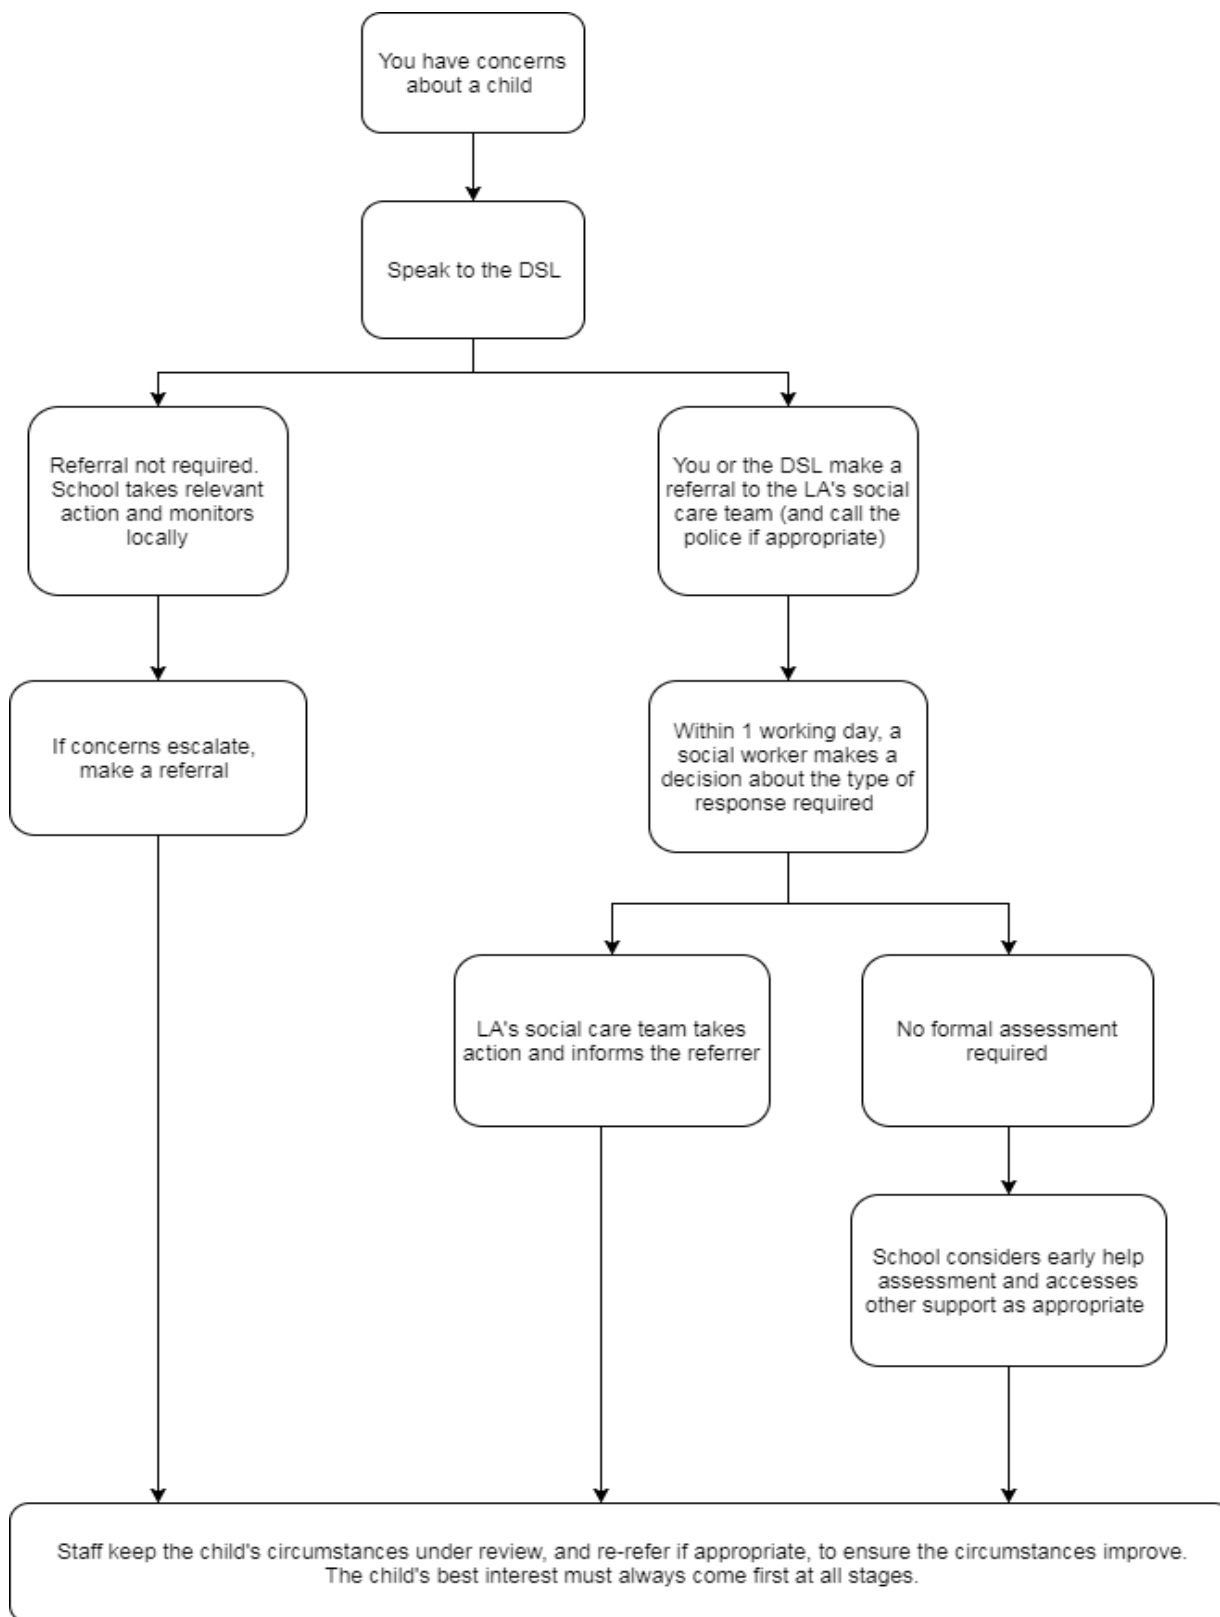 You have concerns
about a child
Speak to the DSL
Referral not required.
School takes relevant
action and monitors
locally
You or the DSL make a
referral to the LA's social
care team (and call the
police if appropriate)
If concerns escalate,
make a referral
Within 1 working day, a
social worker makes a
decision about the type of
response required
LA's social care team takes
action and informs the referrer
No formal assessment
required
School considers early help
assessment and accesses
other support as appropriate
Staff keep the child's circumstances under review, and re-refer if appropriate, to ensure the circumstances improve.
The child's best interest must always come first at all stages.